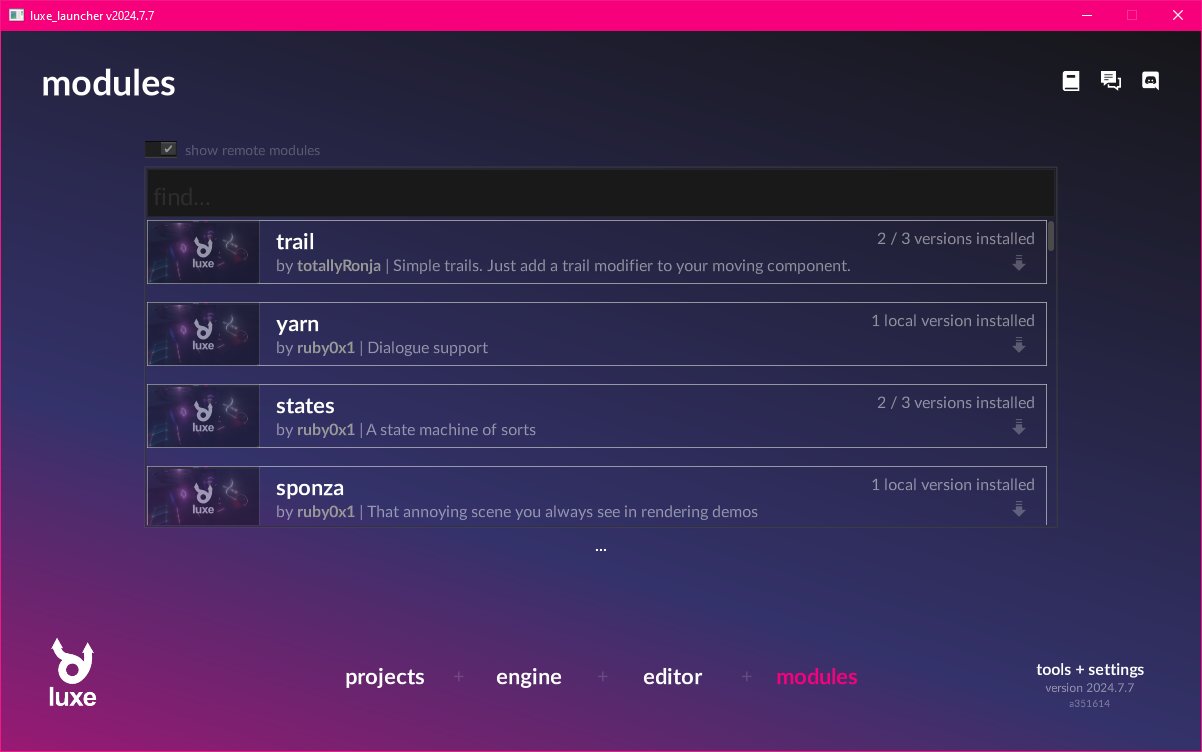 luxe_launcher v2024.7.7
modules
show remote modules
find...
luxe
trail
2 / 3 versions installed
by totallyRonja | Simple trails. Just add a trail modifier to your moving component.
luxe
yarn
1 local version installed
by ruby0x1 | Dialogue support
luxe
states
2 / 3 versions installed
by ruby0x1 | A state machine of sorts
luxe
sponza
1 local version installed
by ruby0x1 | That annoying scene you always see in rendering demos
...
luxe
projects + engine + editor + modules
tools + settings
version 2024.7.7
a351614